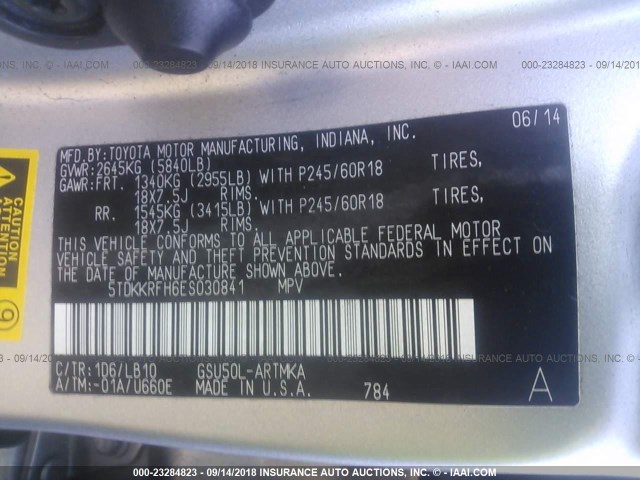 000-23284823 - 09/14/2018 INSURANCE AUTO AUCTIONS, INC. - WWW.IAAI.COM
06/14
MFD.BY:TOYOTA MOTOR MANUFACTURING, INDIANA, INC.
GVWR:2645KG (5840LB)
GAWR:FRT. 1340KG (2955LB) WITH P245/60R18 TIRES,
18X7.5J RIMS.
RR. 1545KG (3415LB) WITH P245/60R18 TIRES,
18X7.5J RIMS.
THIS VEHICLE CONFORMS TO ALL APPLICABLE FEDERAL MOTOR
VEHICLE SAFETY AND THEFT PREVENTION STANDARDS IN EFFECT ON
THE DATE OF MANUFACTURE SHOWN ABOVE.
5TDKKRFH6ES030841 MPV
C/TR:1D6/LB10 GSU50L-ARTMKA
A/TM:-01A/U660E MADE IN U.S.A. 784 A
CAUTION
ATTENTION
9
000-23284823 - 09/14/2018 INSURANCE AUTO AUCTIONS, INC. - WWW.IAAI.COM